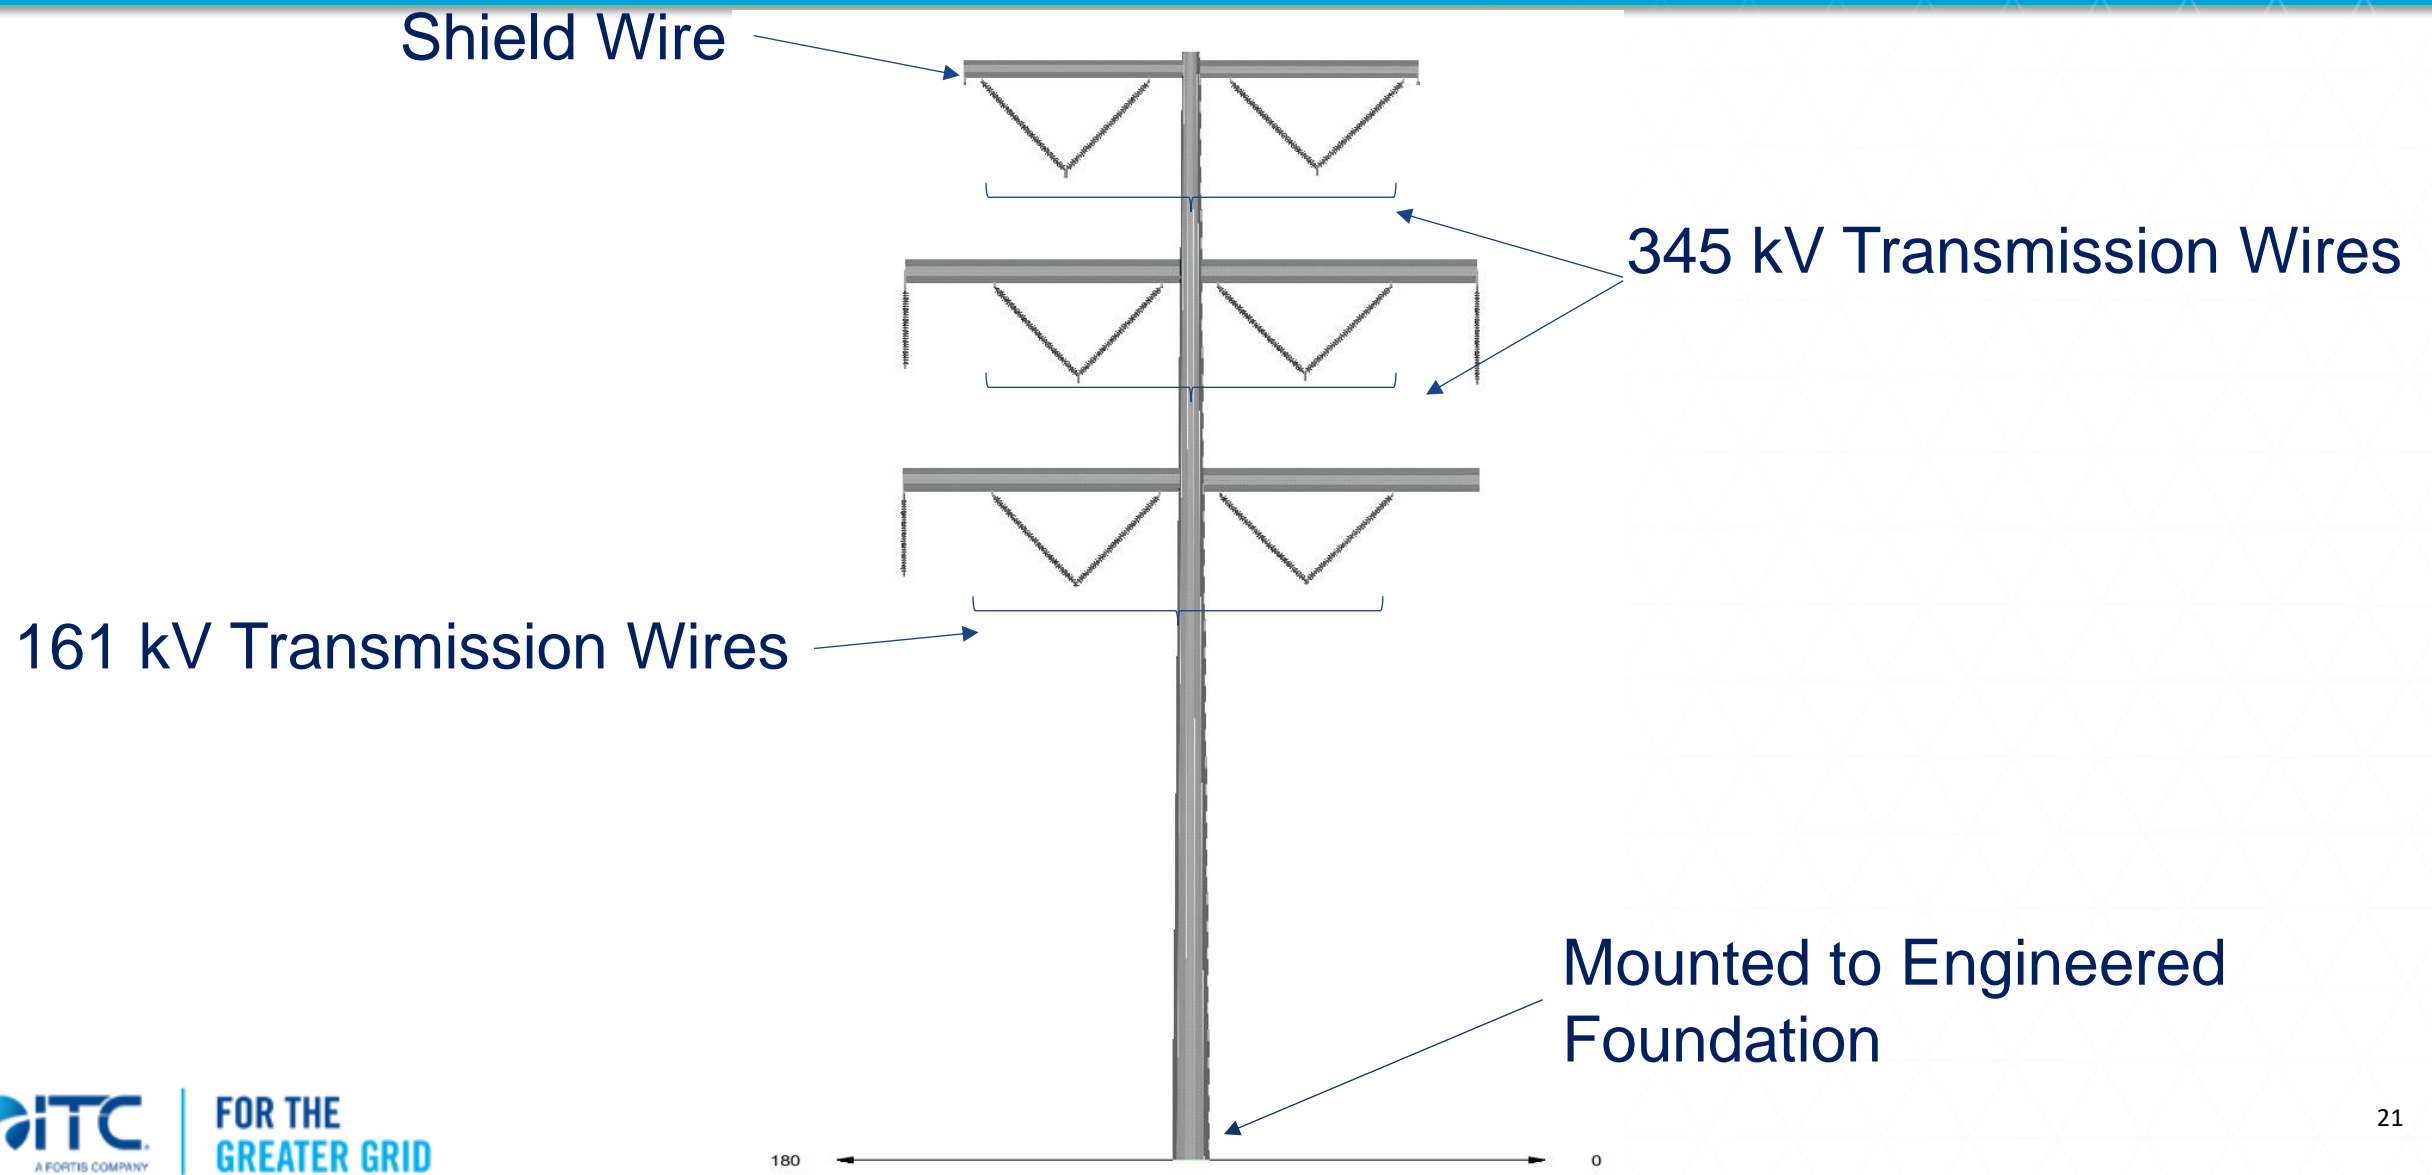 Shield Wire
345 kV Transmission Wires
161 kV Transmission Wires
Mounted to Engineered
Foundation
ITC
A FORTIS COMPANY
FOR THE
GREATER GRID
180
0
21